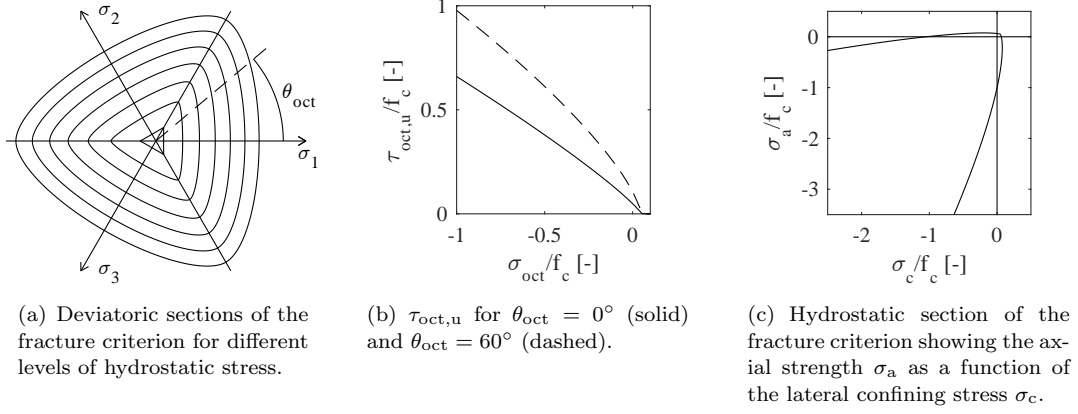 σ2
θoct
σ1
σ3
τoct,u/fc [-]
1
0.5
0
-1
-0.5
0
σoct/fc [-]
σa/fc [-]
0
-1
-2
-3
-2
-1
0
σc/fc [-]
(a) Deviatoric sections of the
fracture criterion for different
levels of hydrostatic stress.
(b) τoct,u for θoct = 0° (solid)
and θoct = 60° (dashed).
(c) Hydrostatic section of the
fracture criterion showing the ax-
ial strength σa as a function of
the lateral confining stress σc.